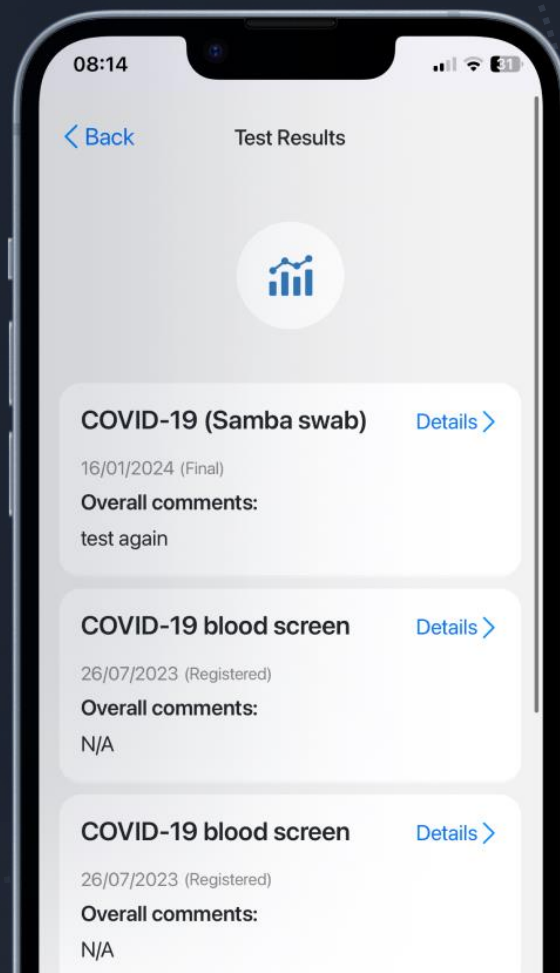 08:14
31
Back
Test Results
COVID-19 (Samba swab)
Details
16/01/2024 (Final)
Overall comments:
test again
COVID-19 blood screen
Details
26/07/2023 (Registered)
Overall comments:
N/A
COVID-19 blood screen
Details
26/07/2023 (Registered)
Overall comments:
N/A